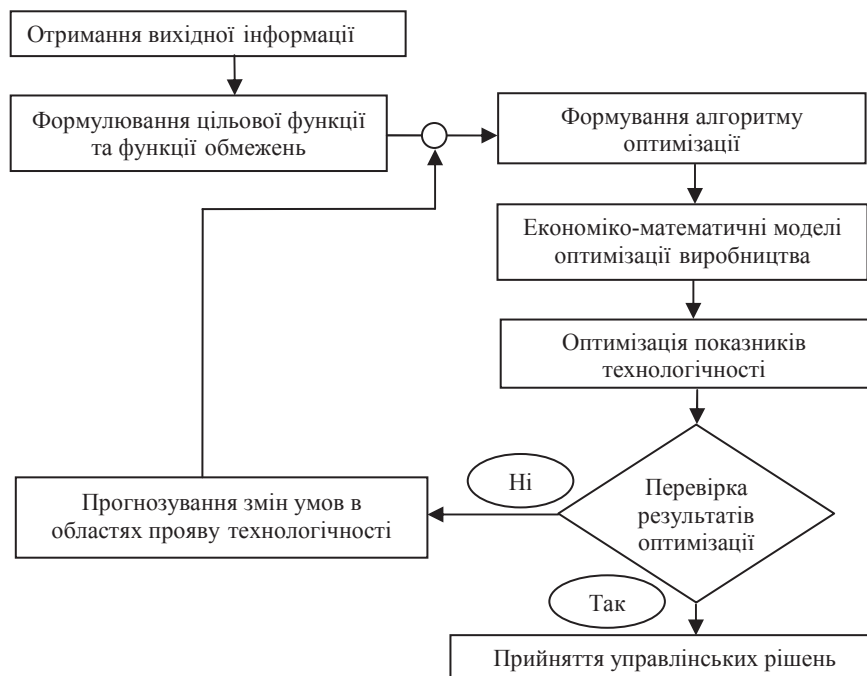 Отримання вихідної інформації
Формулювання цільової функції
та функції обмежень
Формування алгоритму
оптимізації
Економіко-математичні моделі
оптимізації виробництва
Оптимізація показників
технологічності
Перевірка
результатів
оптимізації
Ні
Прогнозування змін умов в
областях прояву технологічності
Так
Прийняття управлінських рішень